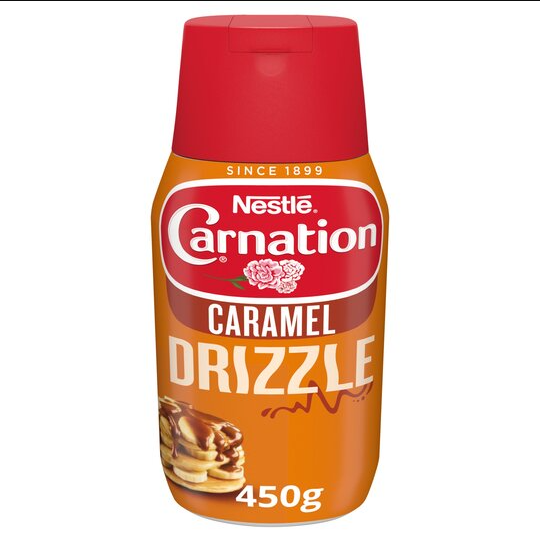 SINCE 1899
Nestlé®
Carnation®
CARAMEL
DRIZZLE
450g